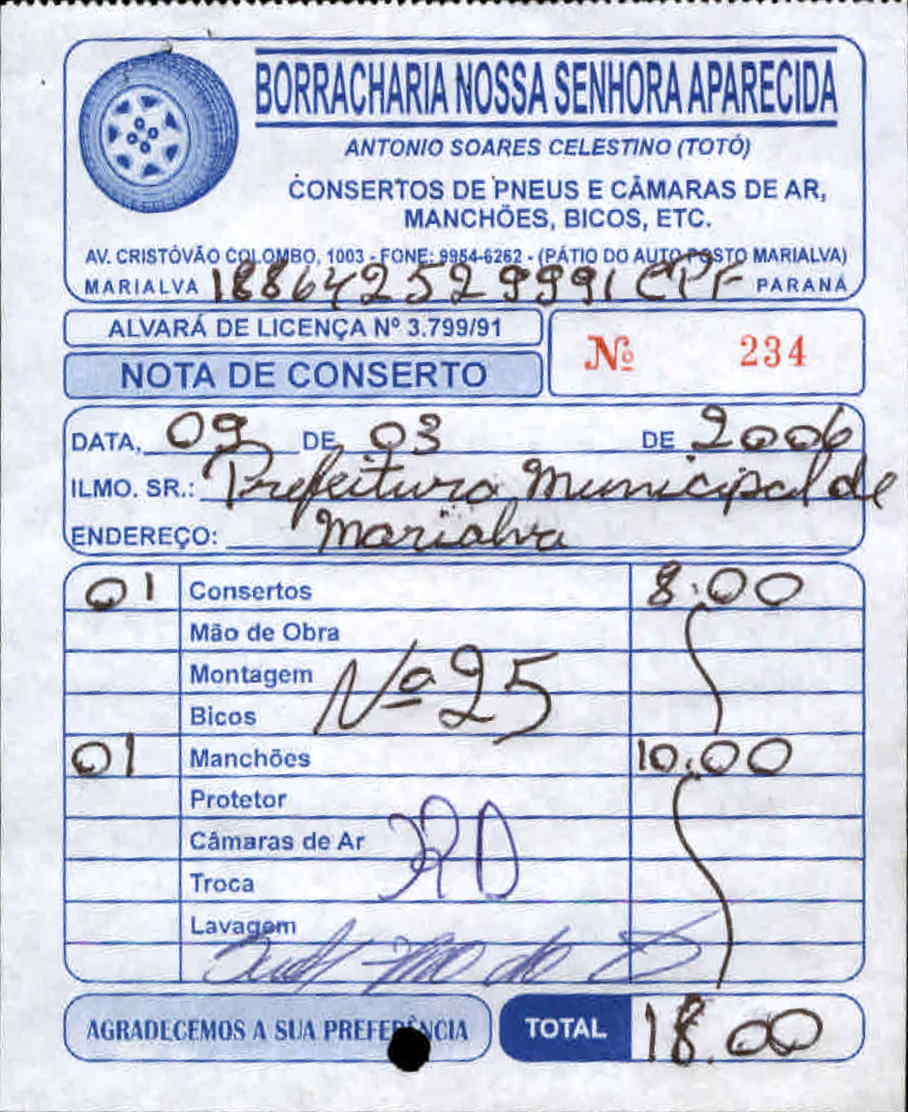 BORRACHARIA NOSSA SENHORA APARECIDA
ANTONIO SOARES CELESTINO (TOTÓ)
CONSERTOS DE PNEUS E CÂMARAS DE AR,
MANCHÕES, BICOS, ETC.
AV. CRISTÓVÃO COLOMBO, 1003 - FONE: 9954-6262 - (PÁTIO DO AUTO POSTO MARIALVA)
MARIALVA 18864252 9991 CPF PARANÁ
ALVARÁ DE LICENÇA Nº 3.799/91
Nº 234
NOTA DE CONSERTO
DATA, 09 DE 03 DE 2006
ILMO. SR.: Prefeitura Municipal de
ENDEREÇO: Marialva
01 Consertos 8:00
Mão de Obra
Montagem Nº 25
Bicos
01 Manchões 10:00
Protetor
Câmaras de Ar
Troca
Lavagem
AGRADECEMOS A SUA PREFERÊNCIA TOTAL 18.00